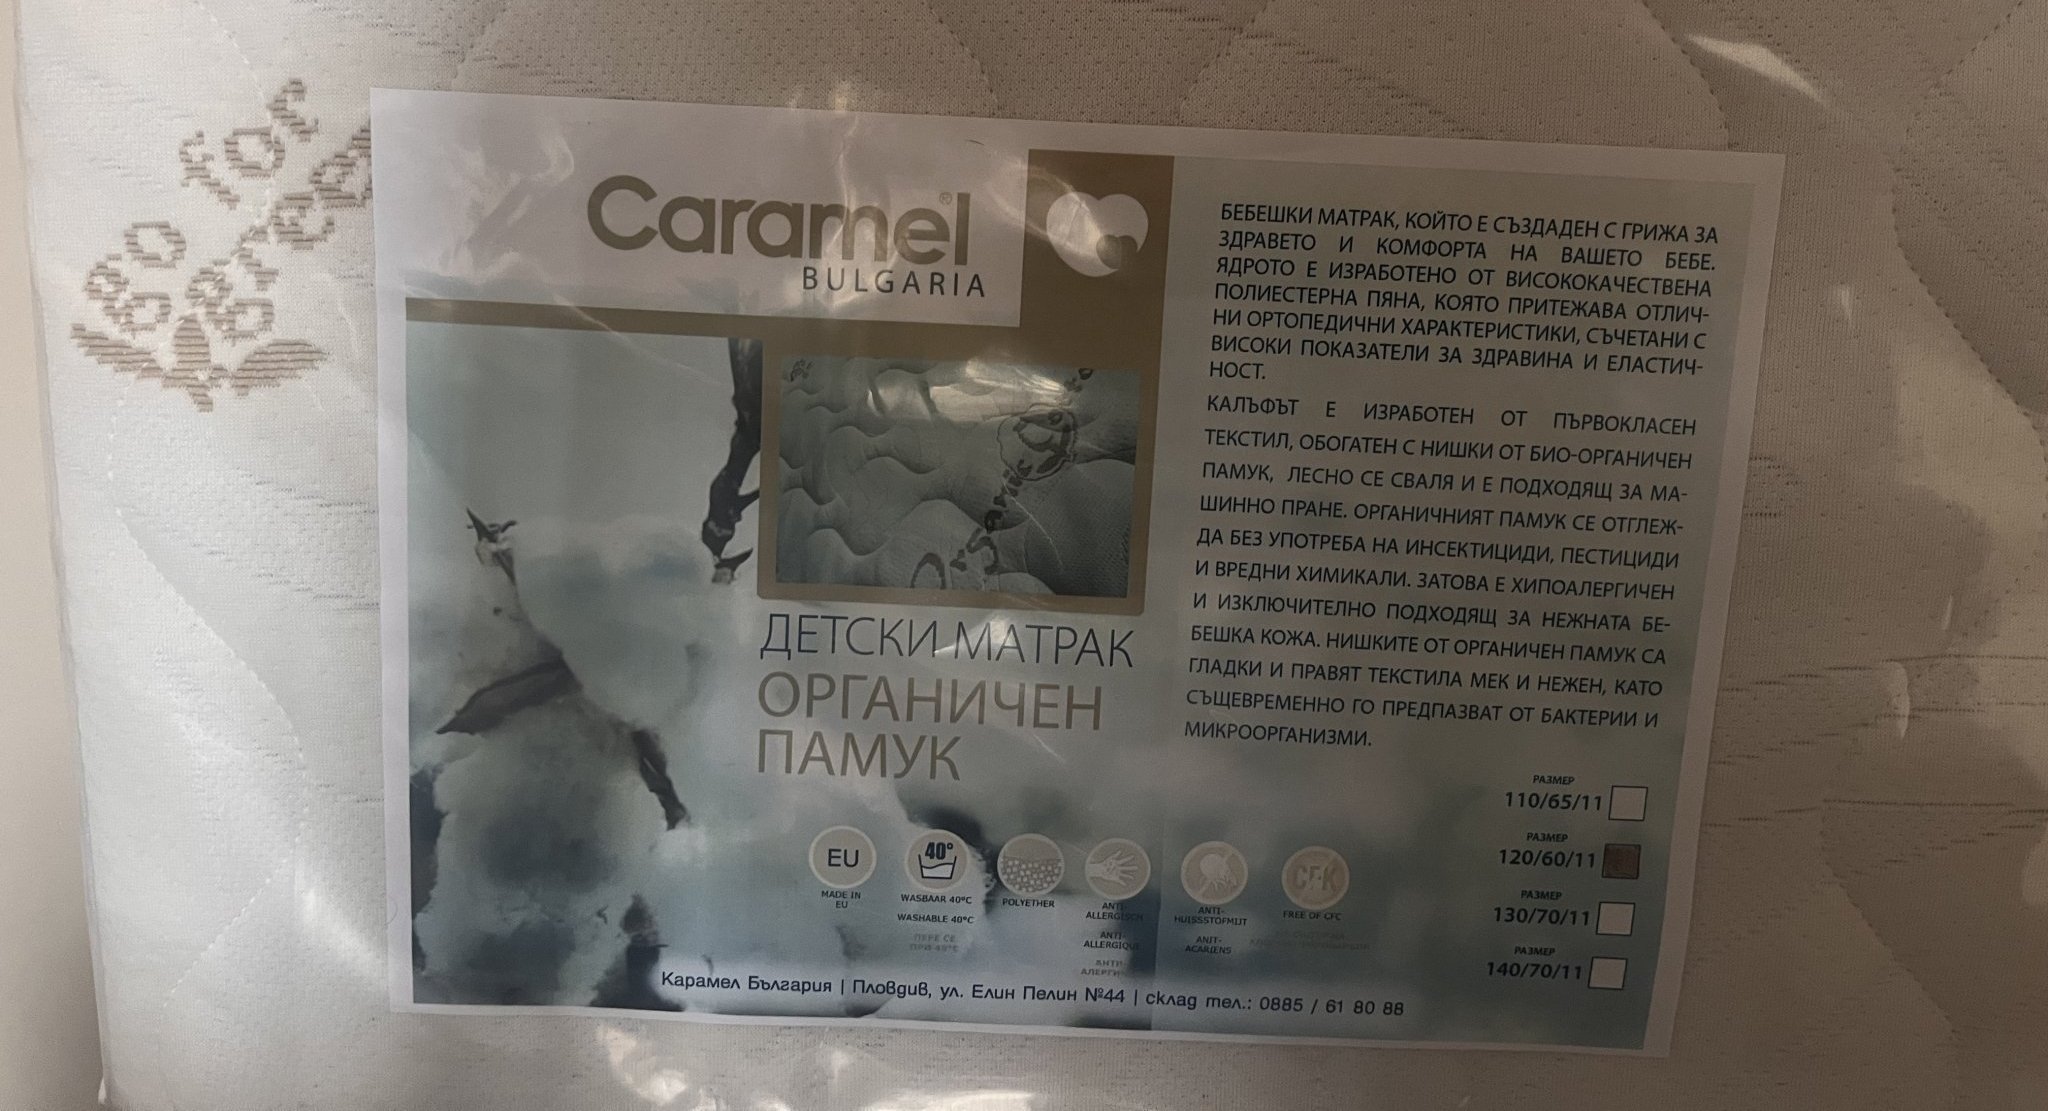 Caramel®
BULGARIA
БЕБЕШКИ МАТРАК, КОЙТО Е СЪЗДАДЕН С ГРИЖА ЗА
ЗДРАВЕТО И КОМФОРТА НА ВАШЕТО БЕБЕ.
ЯДРОТО Е ИЗРАБОТЕНО ОТ ВИСОКОКАЧЕСТВЕНА
ПОЛИЕСТЕРНА ПЯНА, КОЯТО ПРИТЕЖАВА ОТЛИЧ-
НИ ОРТОПЕДИЧНИ ХАРАКТЕРИСТИКИ, СЪЧЕТАНИ С
ВИСОКИ ПОКАЗАТЕЛИ ЗА ЗДРАВИНА И ЕЛАСТИЧ-
НОСТ.
КАЛЪФЪТ Е ИЗРАБОТЕН ОТ ПЪРВОКЛАСЕН
ТЕКСТИЛ, ОБОГАТЕН С НИШКИ ОТ БИО-ОРГАНИЧЕН
ПАМУК, ЛЕСНО СЕ СВАЛЯ И Е ПОДХОДЯЩ ЗА МА-
ШИННО ПРАНЕ. ОРГАНИЧНИЯТ ПАМУК СЕ ОТГЛЕЖ-
ДА БЕЗ УПОТРЕБА НА ИНСЕКТИЦИДИ, ПЕСТИЦИДИ
И ВРЕДНИ ХИМИКАЛИ. ЗАТОВА Е ХИПОАЛЕРГИЧЕН
И ИЗКЛЮЧИТЕЛНО ПОДХОДЯЩ ЗА НЕЖНАТА БЕ-
БЕШКА КОЖА. НИШКИТЕ ОТ ОРГАНИЧЕН ПАМУК СА
ГЛАДКИ И ПРАВЯТ ТЕКСТИЛА МЕК И НЕЖЕН, КАТО
СЪЩЕВРЕМЕННО ГО ПРЕДПАЗВАТ ОТ БАКТЕРИИ И
МИКРООРГАНИЗМИ.
ДЕТСКИ МАТРАК
ОРГАНИЧЕН
ПАМУК
РАЗМЕР
110/65/11
РАЗМЕР
120/60/11
РАЗМЕР
130/70/11
РАЗМЕР
140/70/11
EU
MADE IN
EU
40°
WASBAAR 40°C
WASHABLE 40°C
ПЕРЕ СЕ
ПРИ 40°C
POLYETHER
ANTI-
ALLERGISCH
ANTI-
ALLERGIQUE
АНТИ-
ANTI-
HUISSSTOFMIJT
ANIT-
ACARIENS
CFK
FREE OF CFC
Карамел България | Пловдив, ул. Елин Пелин №44 | склад тел.: 0885 / 61 80 88